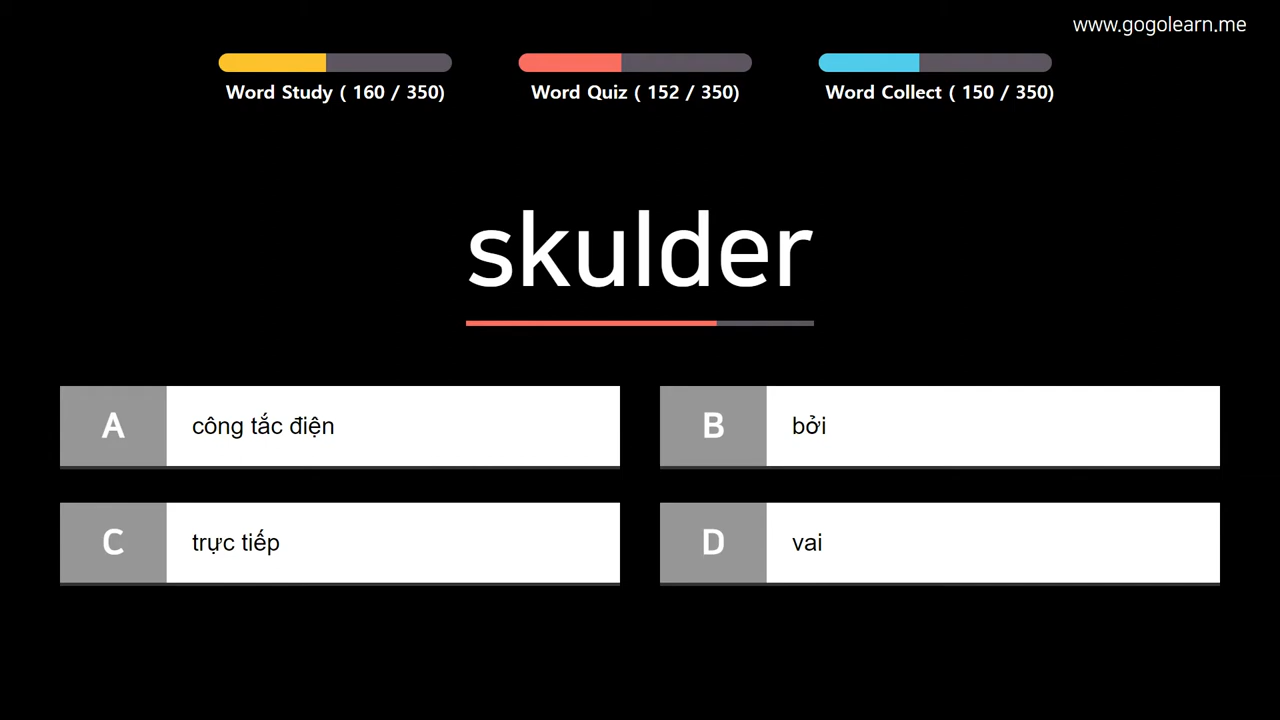 www.gogolearn.me
Word Study ( 160 / 350)
Word Quiz ( 152 / 350)
Word Collect ( 150 / 350)
skulder
A công tắc điện
B bởi
C trực tiếp
D vai